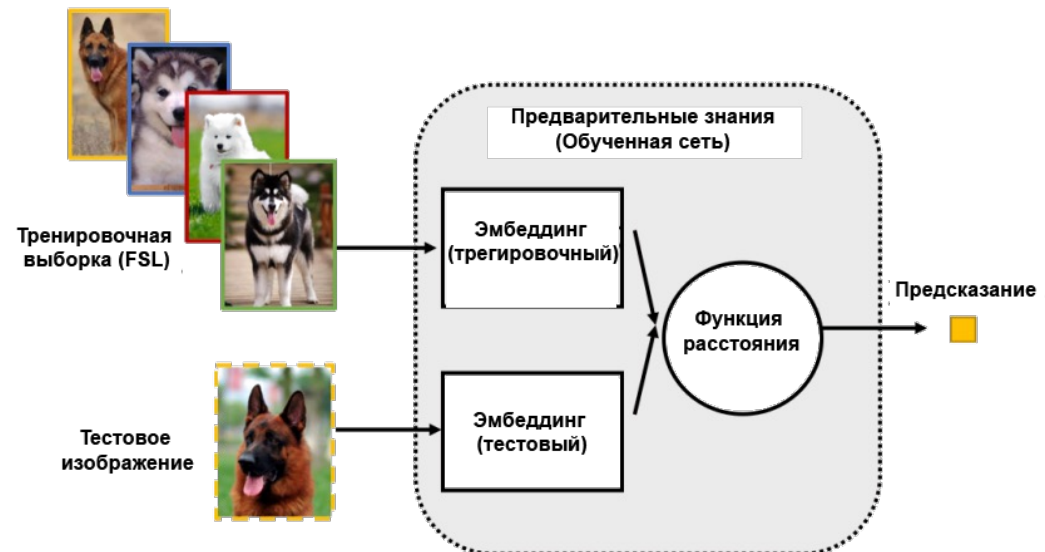 Предварительные знания
(Обученная сеть)
Тренировочная
выборка (FSL)
Эмбеддинг
(трегировочный)
Функция
расстояния
Предсказание
Тестовое
изображение
Эмбеддинг
(тестовый)